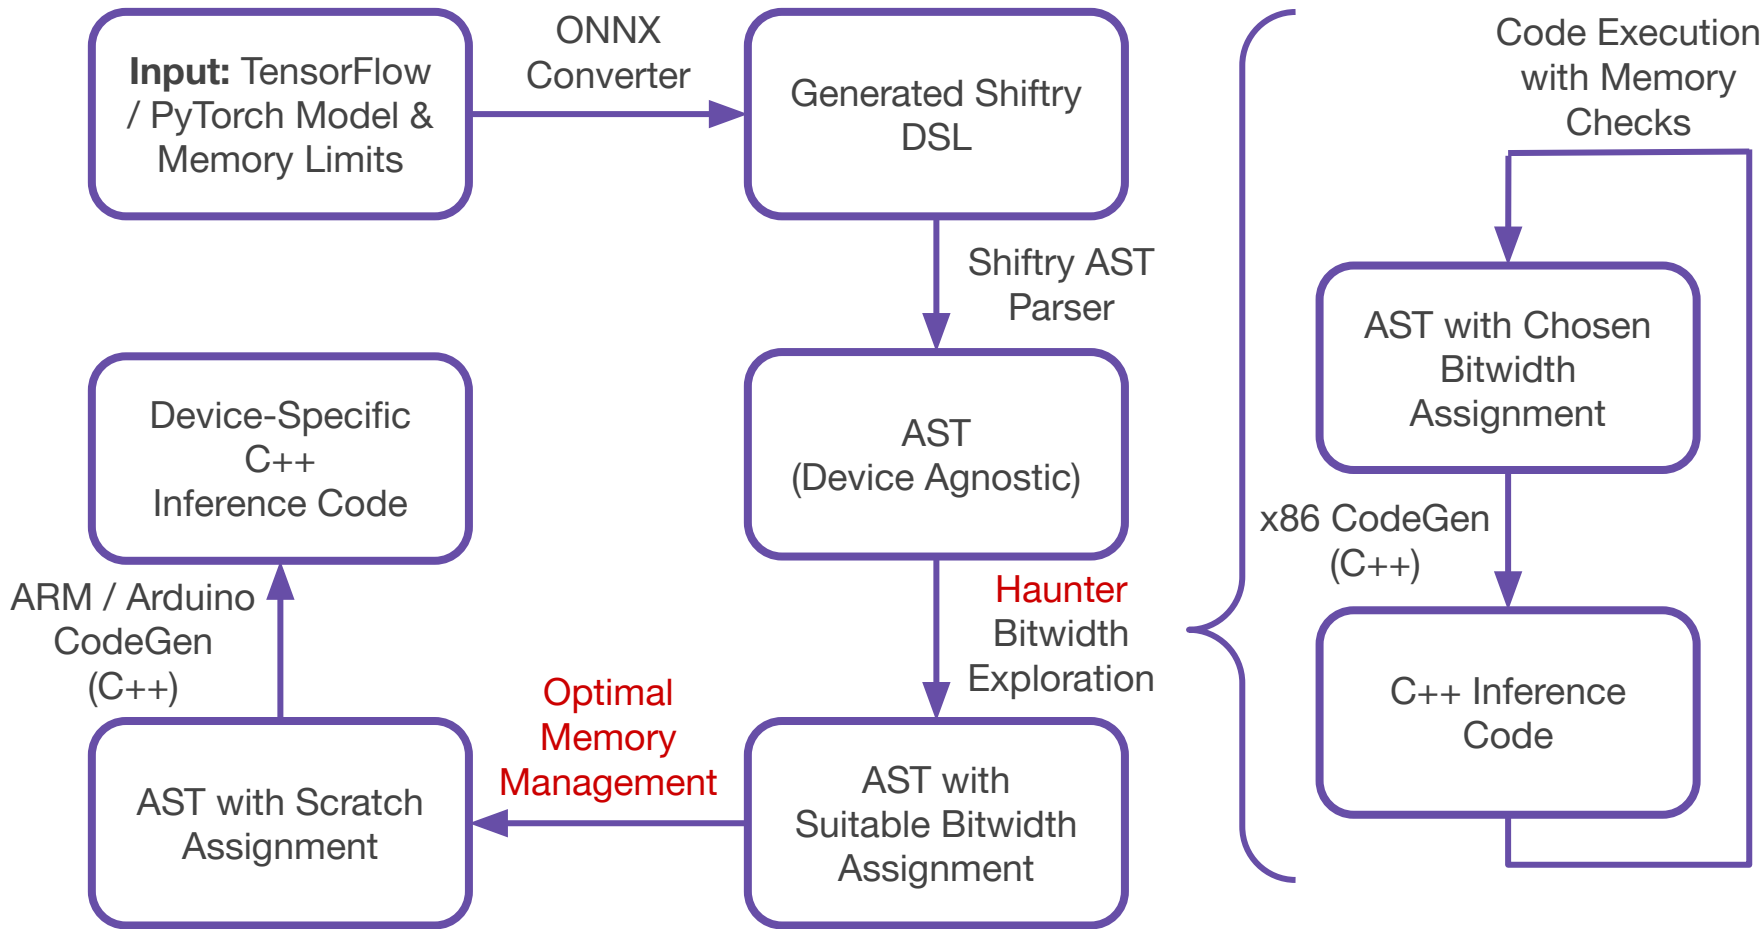 Input: TensorFlow
/ PyTorch Model &
Memory Limits
ONNX
Converter
Generated Shiftry
DSL
Shiftry AST
Parser
AST
(Device Agnostic)
Haunter
Bitwidth
Exploration
AST with
Suitable Bitwidth
Assignment
Optimal
Memory
Management
AST with Scratch
Assignment
ARM / Arduino
CodeGen
(C++)
Device-Specific
C++
Inference Code
Code Execution
with Memory
Checks
AST with Chosen
Bitwidth
Assignment
x86 CodeGen
(C++)
C++ Inference
Code